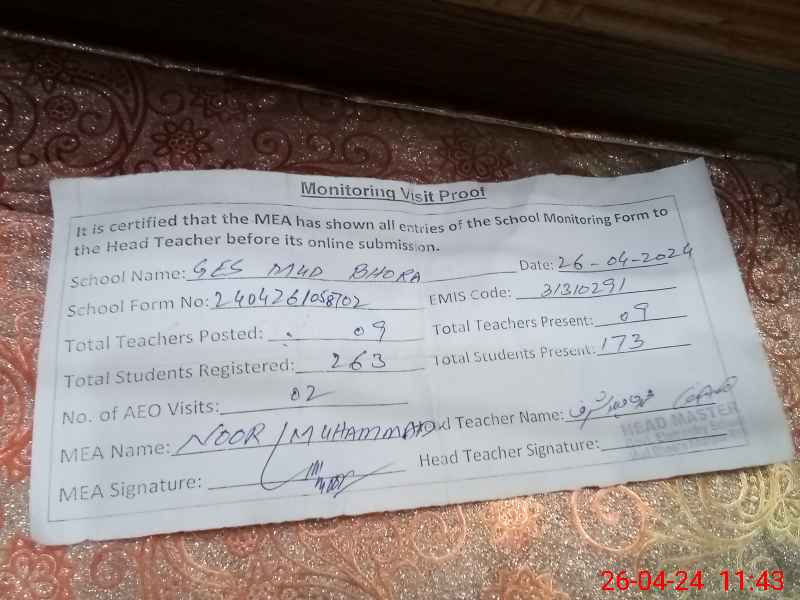 Monitoring Visit Proof
It is certified that the MEA has shown all entries of the School Monitoring Form to
the Head Teacher before its online submission.
School Name: GES MUD BHORA Date: 26-04-2024
School Form No: 2404261058702 EMIS Code: 31310291
Total Teachers Posted: 09 Total Teachers Present: 09
Total Students Registered: 263 Total Students Present: 173
No. of AEO Visits: 02
MEA Name: NOOR MUHAMMAD Teacher Name:
HEAD MASTER
MEA Signature: Head Teacher Signature:
26-04-24 11:43